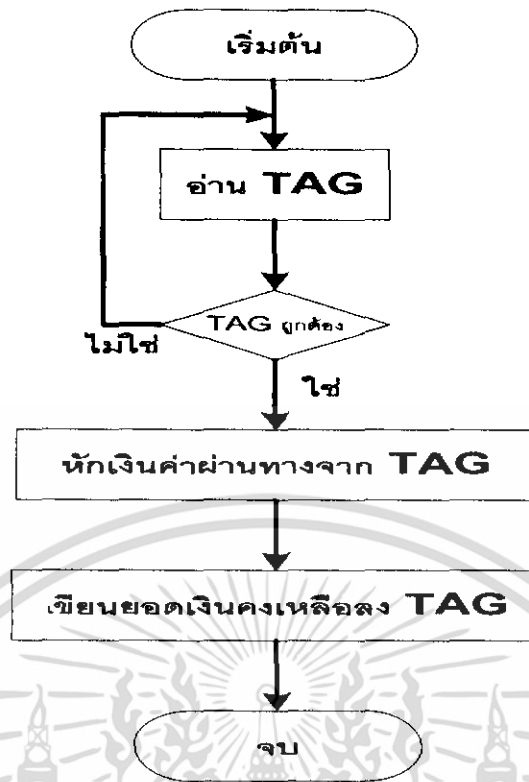 เริ่มต้น
อ่าน TAG
TAG ถูกต้อง
ไม่ใช่
ใช่
หักเงินค่าผ่านทางจาก TAG
เขียนยอดเงินคงเหลือลง TAG
จบ